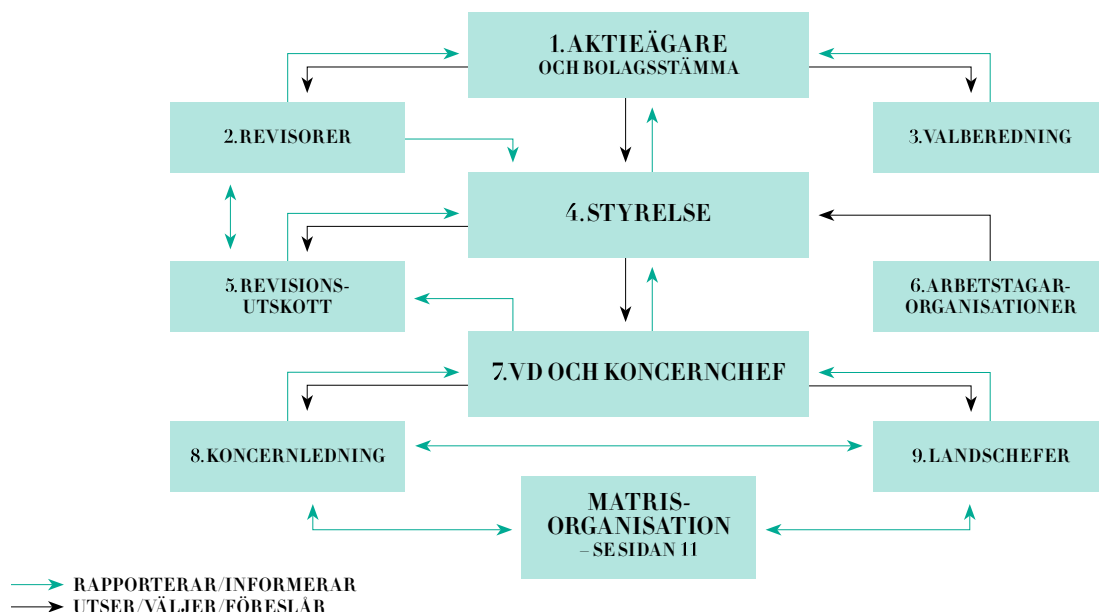 1. AKTIEÄGARE
OCH BOLAGSSTÄMMA
2. REVISORER
3. VALBEREDNING
4. STYRELSE
5. REVISIONS-
UTSKOTT
6. ARBETSTAGAR-
ORGANISATIONER
7. VD OCH KONCERNCHEF
8. KONCERNLEDNING
9. LANDSCHEFER
MATRIS-
ORGANISATION
– SE SIDAN 11
RAPPORTERAR/INFORMERAR
UTSER/VÄLJER/FÖRESLÅR